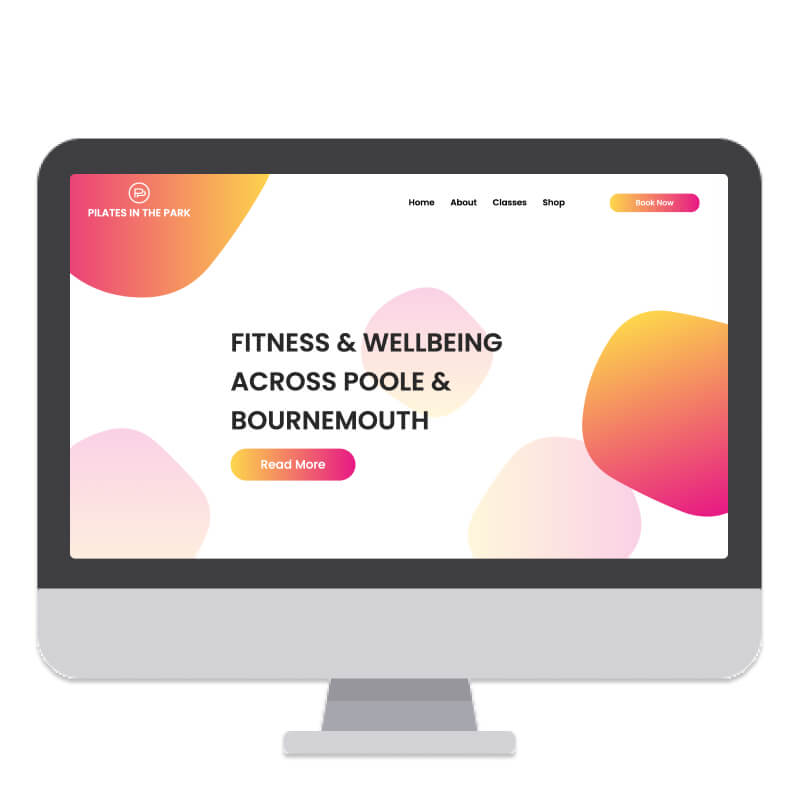 PILATES IN THE PARK
Home About Classes Shop Book Now
FITNESS & WELLBEING
ACROSS POOLE &
BOURNEMOUTH
Read More